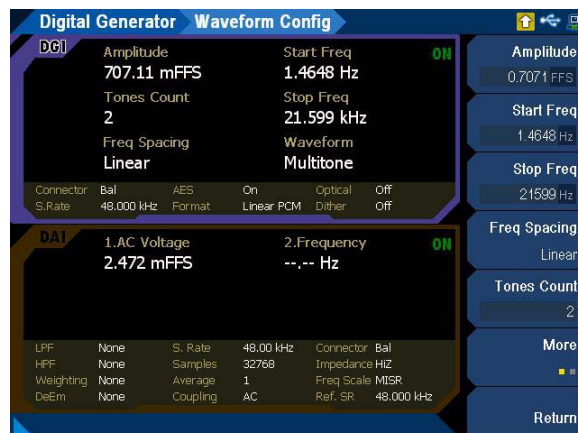 Digital Generator Waveform Config
DG1
Amplitude Start Freq ON
707.11 mFFS 1.4648 Hz
Tones Count Stop Freq
2 21.599 kHz
Freq Spacing Waveform
Linear Multitone
Connector Bal AES On Optical Off
S.Rate 48.000 kHz Format Linear PCM Dither Off
DA1
1.AC Voltage 2.Frequency ON
2.472 mFFS --.-- Hz
LPF None S. Rate 48.00 kHz Connector Bal
HPF None Samples 32768 Impedance HiZ
Weighting None Average 1 Freq Scale MISR
DeEm None Coupling AC Ref. SR 48.000 kHz
Amplitude
0.7071 FFS
Start Freq
1.4648 Hz
Stop Freq
21599 Hz
Freq Spacing
Linear
Tones Count
2
More
Return